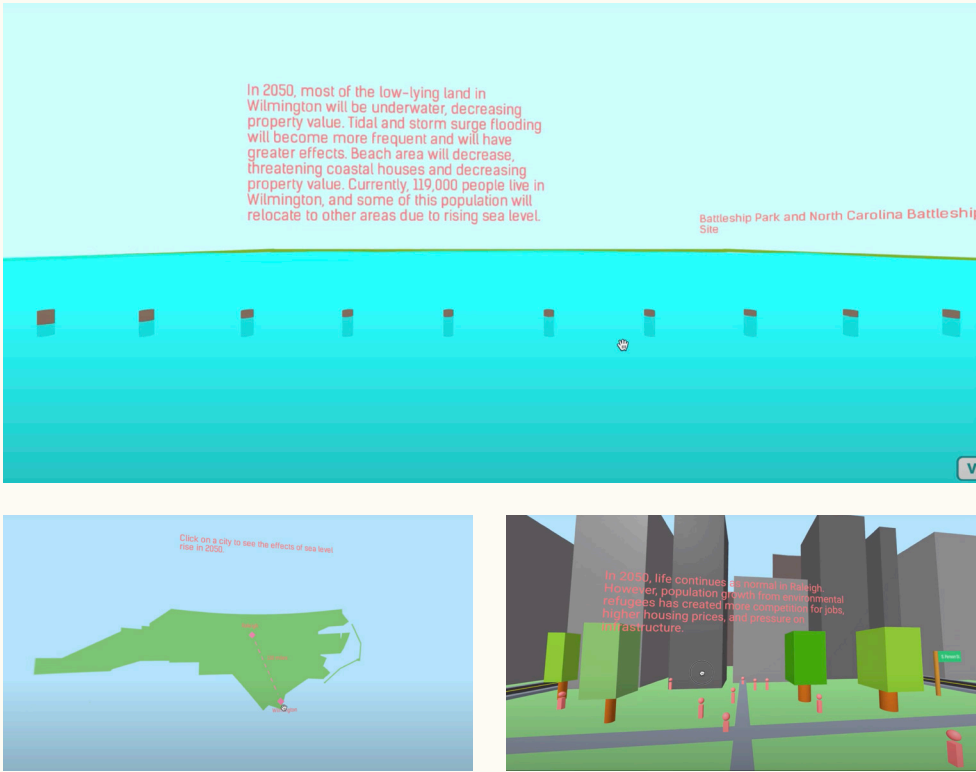 In 2050, most of the low-lying land in
Wilmington will be underwater, decreasing
property value. Tidal and storm surge flooding
will become more frequent and will have
greater effects. Beach area will decrease,
threatening coastal houses and decreasing
property value. Currently, 119,000 people live in
Wilmington, and some of this population will
relocate to other areas due to rising sea level.
Battleship Park and North Carolina Battleship
Site
V
Click on a city to see the effects of sea level
rise in 2050.
In 2050, life continues as normal in Raleigh.
However, population growth from environmental
refugees has created more competition for jobs,
higher housing prices, and pressure on
infrastructure.